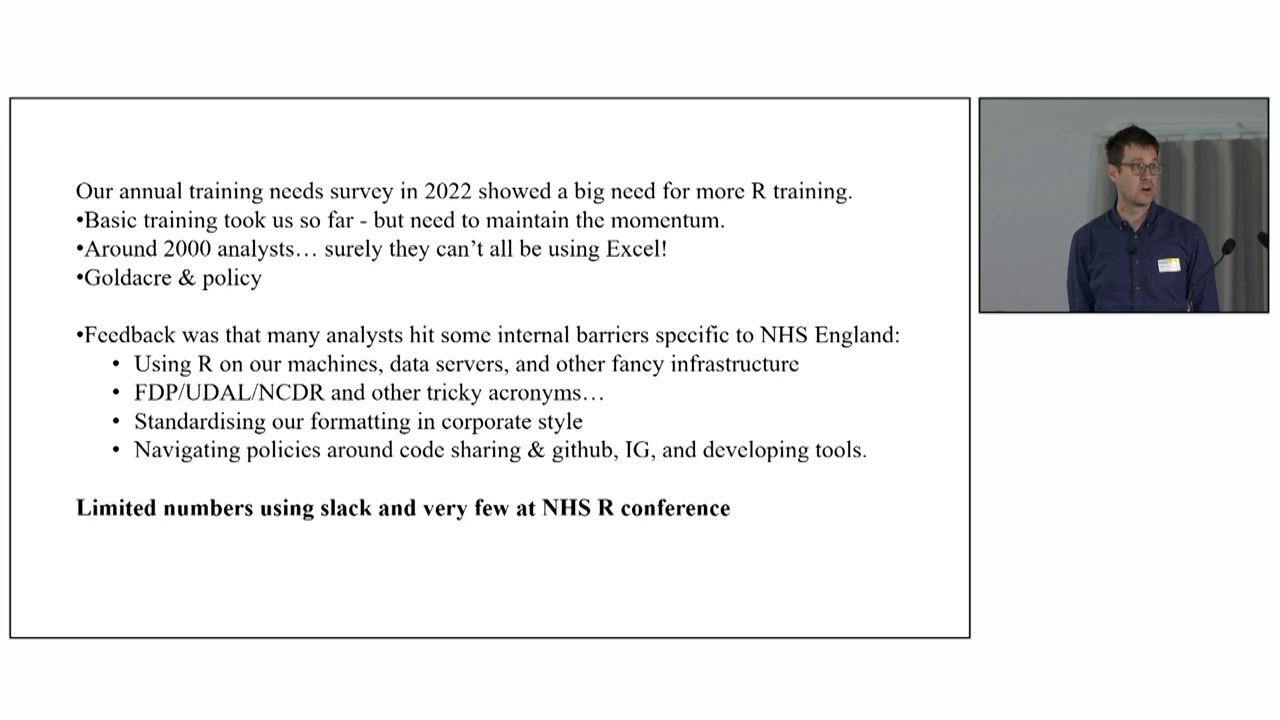 Our annual training needs survey in 2022 showed a big need for more R training.
•Basic training took us so far - but need to maintain the momentum.
•Around 2000 analysts… surely they can’t all be using Excel!
•Goldacre & policy
•Feedback was that many analysts hit some internal barriers specific to NHS England:
• Using R on our machines, data servers, and other fancy infrastructure
• FDP/UDAL/NCDR and other tricky acronyms…
• Standardising our formatting in corporate style
• Navigating policies around code sharing & github, IG, and developing tools.
Limited numbers using slack and very few at NHS R conference